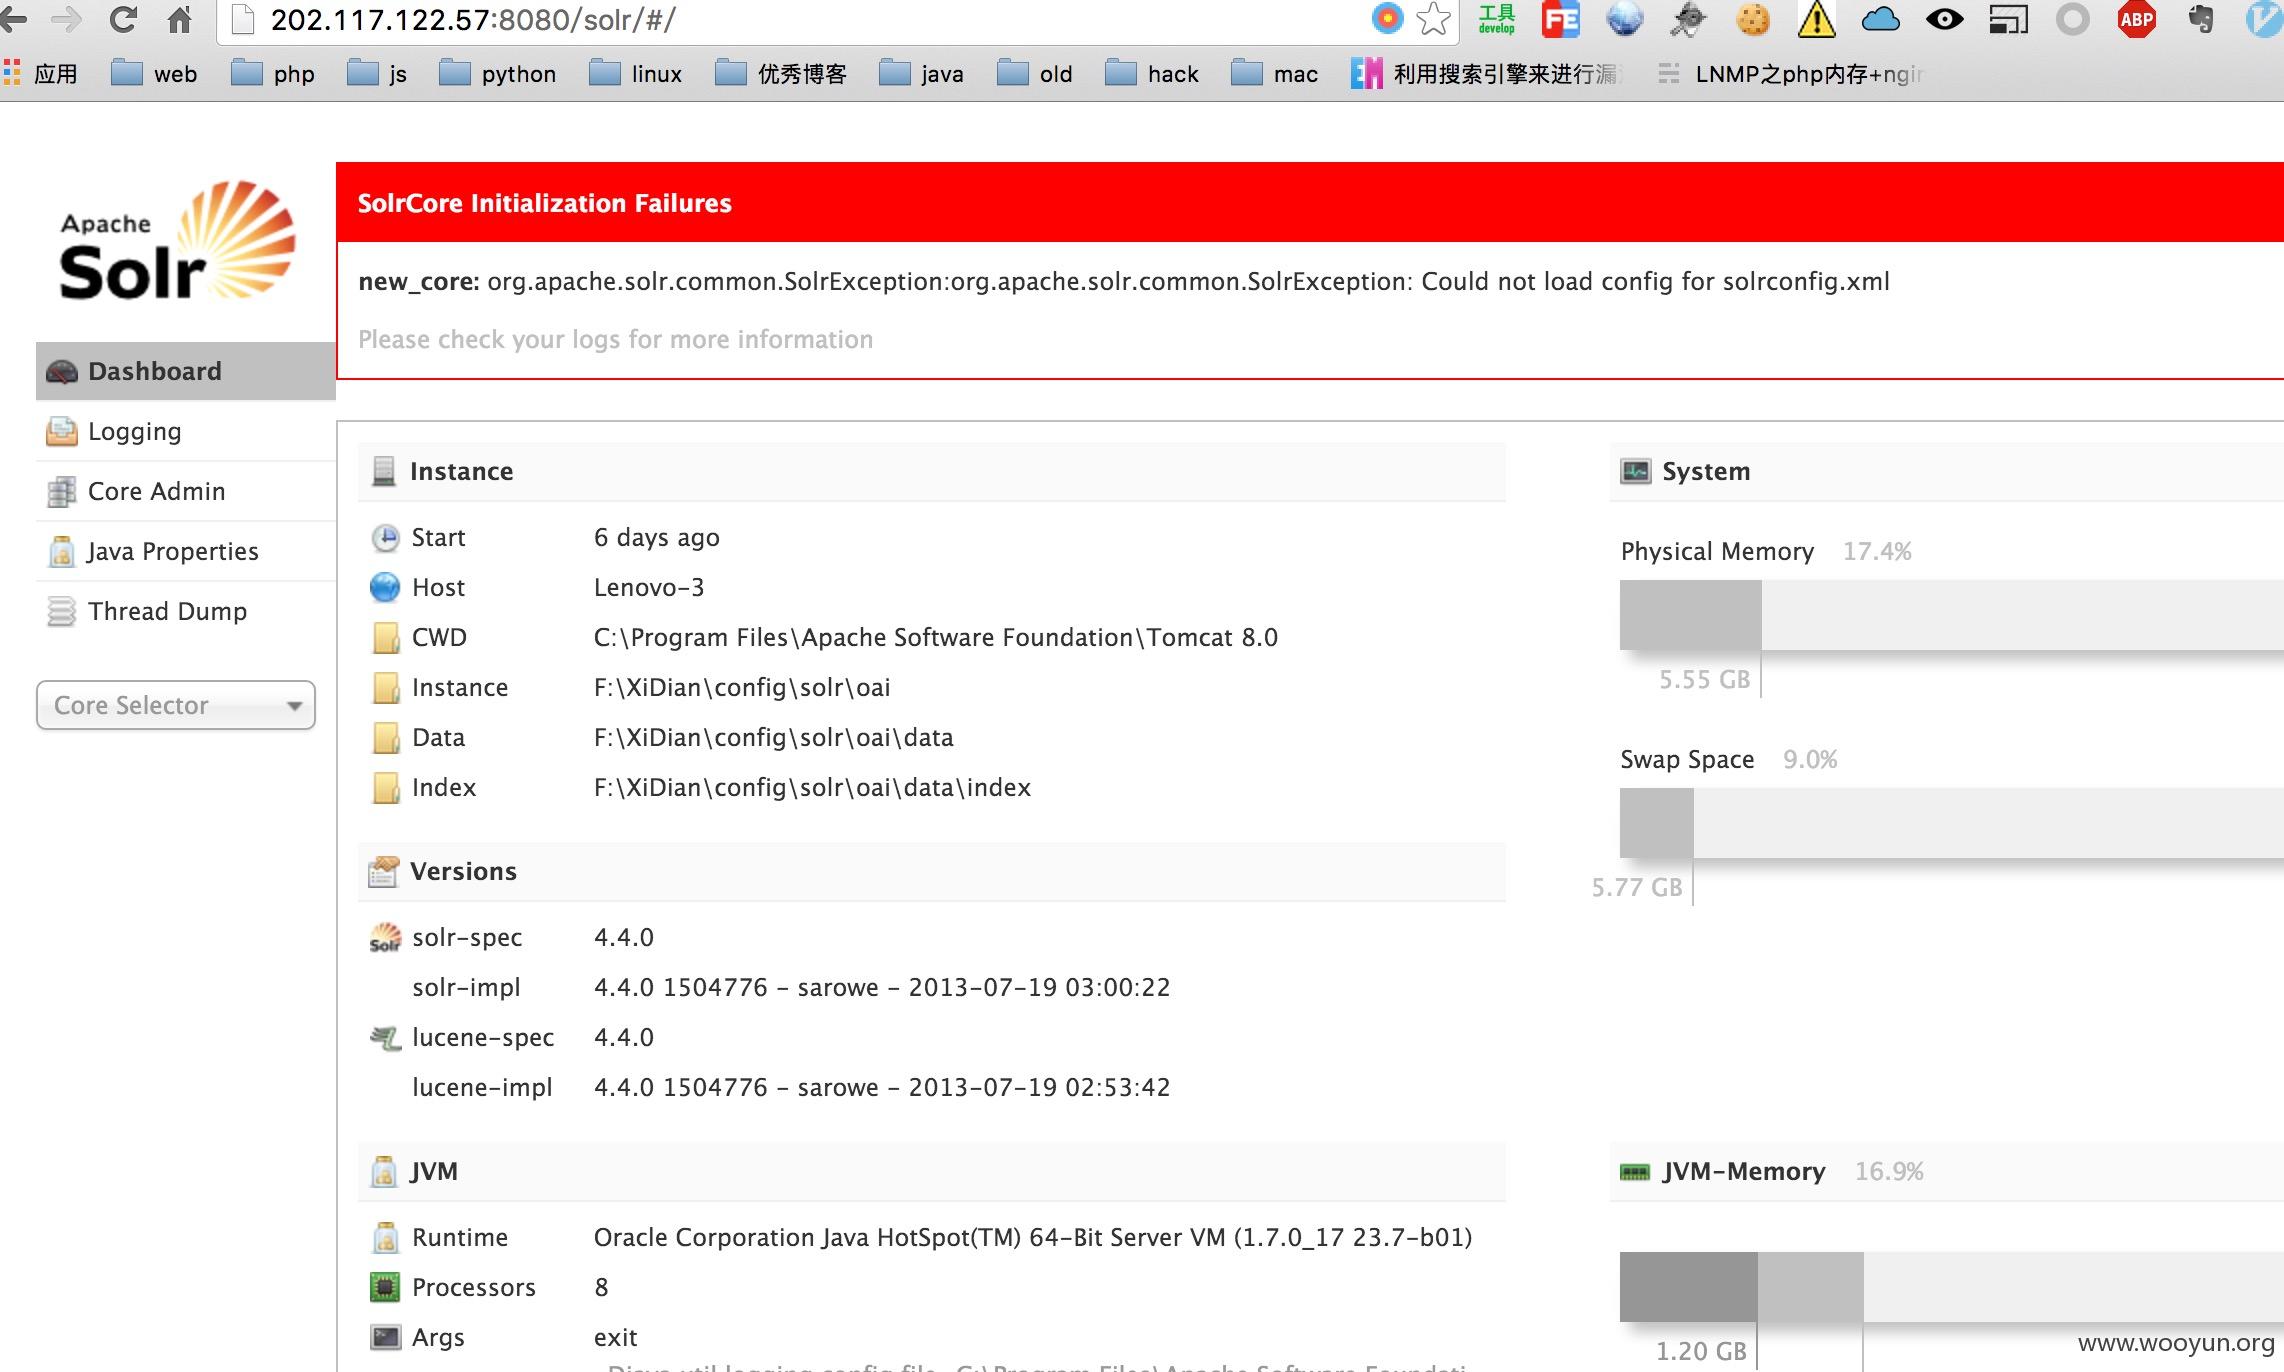 202.117.122.57:8080/solr/#/
工具
develop
FE
ABP
应用 web php js python linux 优秀博客 java old hack mac 利用搜索引擎来进行漏 LNMP之php内存+ngin
Apache
Solr
SolrCore Initialization Failures
new_core: org.apache.solr.common.SolrException:org.apache.solr.common.SolrException: Could not load config for solrconfig.xml
Please check your logs for more information
Dashboard
Logging
Core Admin
Java Properties
Thread Dump
Core Selector
Instance
Start 6 days ago
Host Lenovo-3
CWD C:\Program Files\Apache Software Foundation\Tomcat 8.0
Instance F:\XiDian\config\solr\oai
Data F:\XiDian\config\solr\oai\data
Index F:\XiDian\config\solr\oai\data\index
Versions
solr-spec 4.4.0
solr-impl 4.4.0 1504776 - sarowe - 2013-07-19 03:00:22
lucene-spec 4.4.0
lucene-impl 4.4.0 1504776 - sarowe - 2013-07-19 02:53:42
JVM
Runtime Oracle Corporation Java HotSpot(TM) 64-Bit Server VM (1.7.0_17 23.7-b01)
Processors 8
Args exit
System
Physical Memory 17.4%
5.55 GB
Swap Space 9.0%
5.77 GB
JVM-Memory 16.9%
1.20 GB
www.wooyun.org